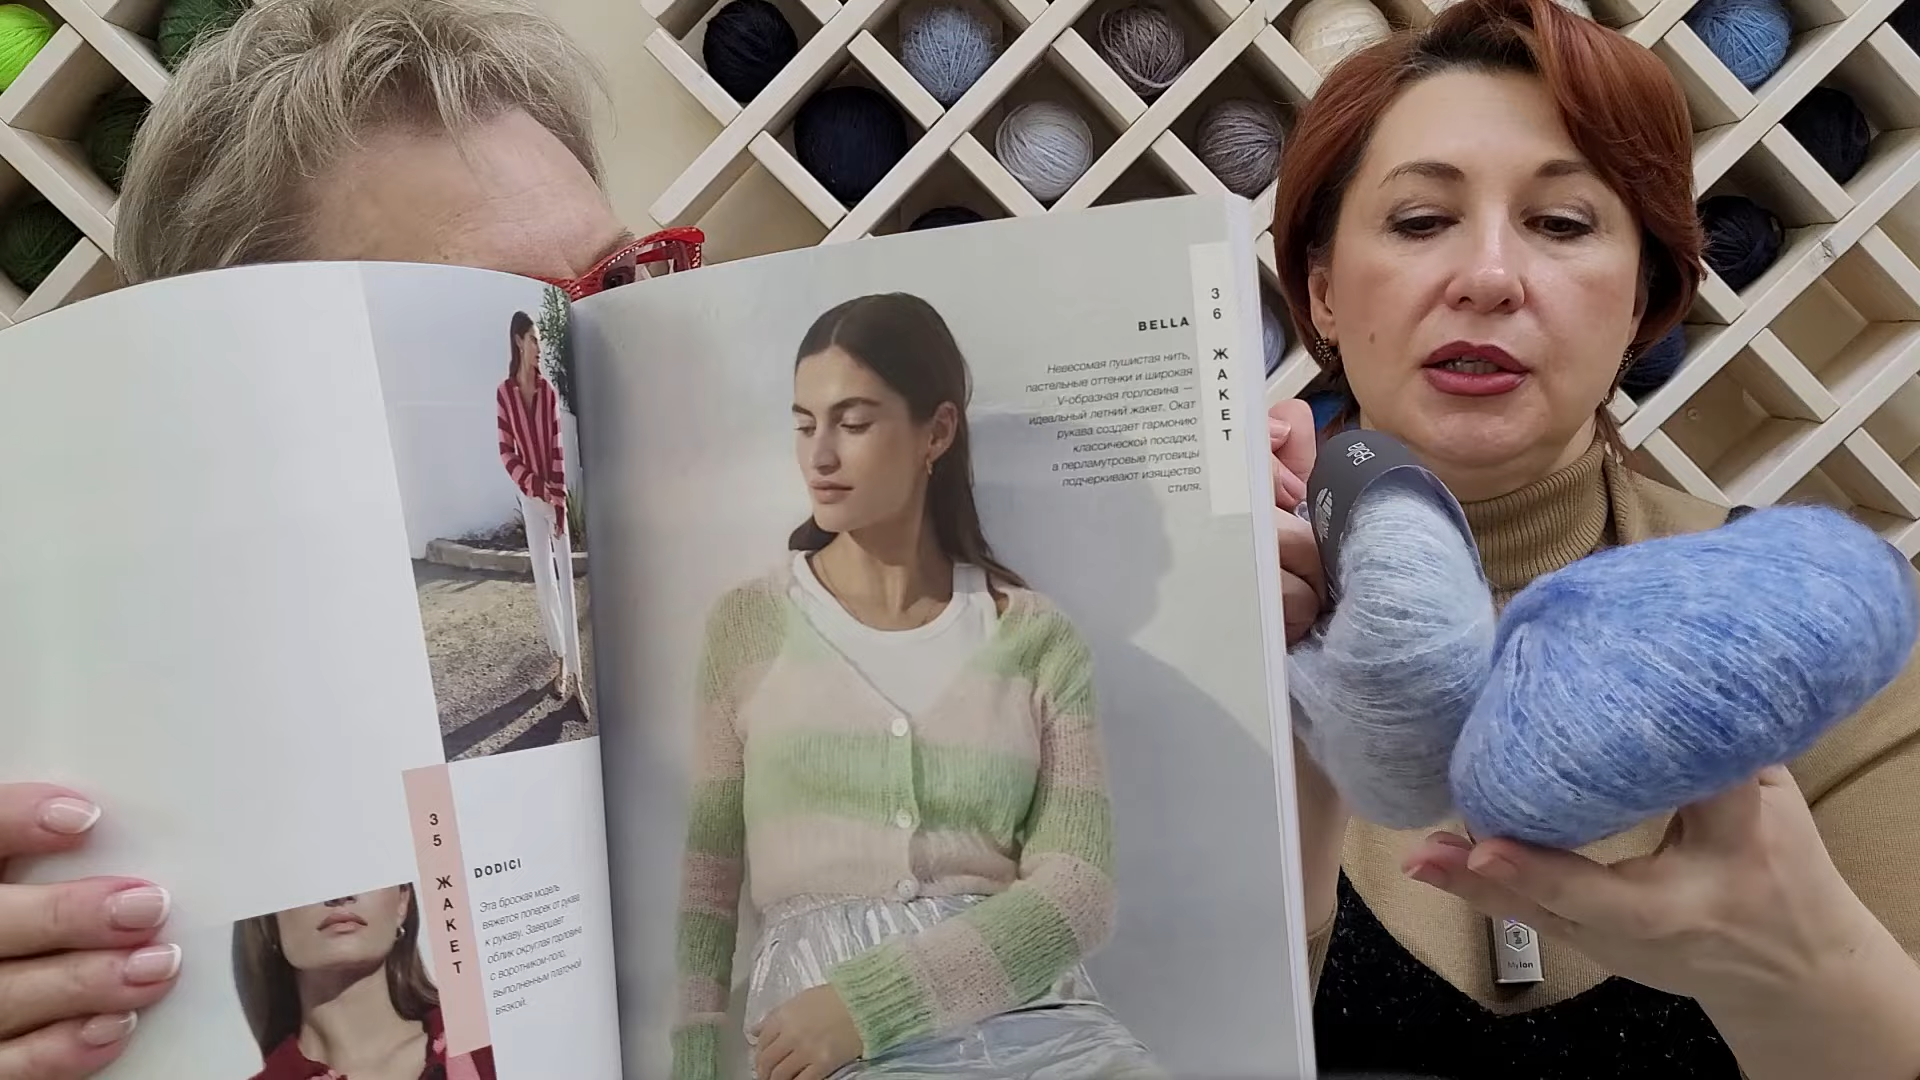 35 ЖАКЕТ
DODICI
Эта броская модель
вяжется поперек от рукава
к рукаву. Завершает
облик округлая горловина
с воротником-поло,
выполненным платочной
вязкой.
BELLA
Невесомая пушистая нить,
пастельные оттенки и широкая
V-образная горловина —
идеальный летний жакет. Окат
рукава создает гармонию
классической посадки,
а перламутровые пуговицы
подчеркивают изящество
стиля.
36 ЖАКЕТ
Bella
Mylon